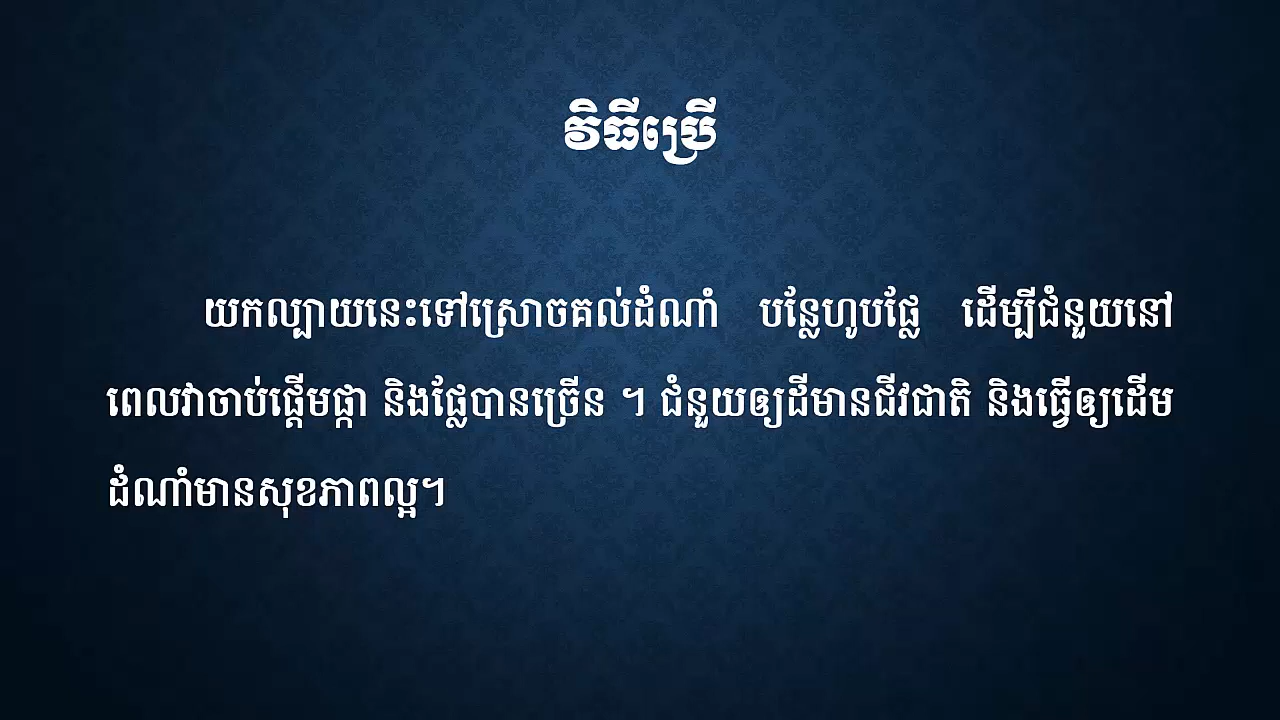 វិធីប្រើ
យកល្បាយនេះទៅស្រោចគល់ដំណាំ បន្លែហូបផ្លែ ដើម្បីជំនួយនៅ
ពេលវាចាប់ផ្ដើមផ្កា និងផ្លែបានច្រើន ។ ជំនួយឲ្យដីមានជីវជាតិ និងធ្វើឲ្យដើម
ដំណាំមានសុខភាពល្អ។